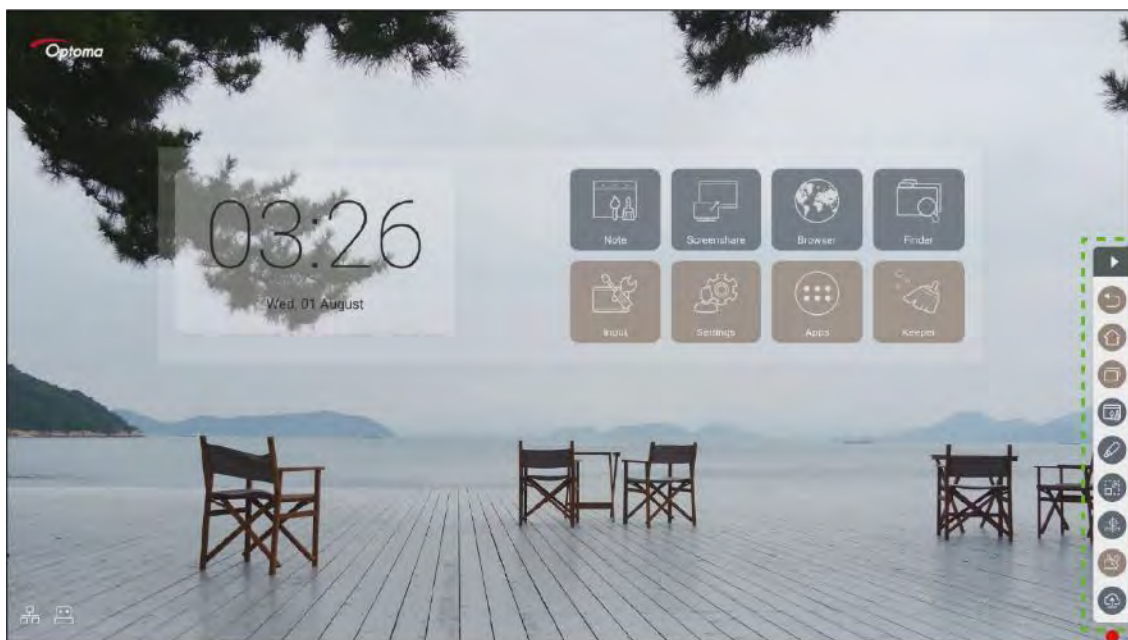 Optoma
03:26
Wed, 01 August
Note Screenshare Browser Finder
Input Settings Apps Keeper